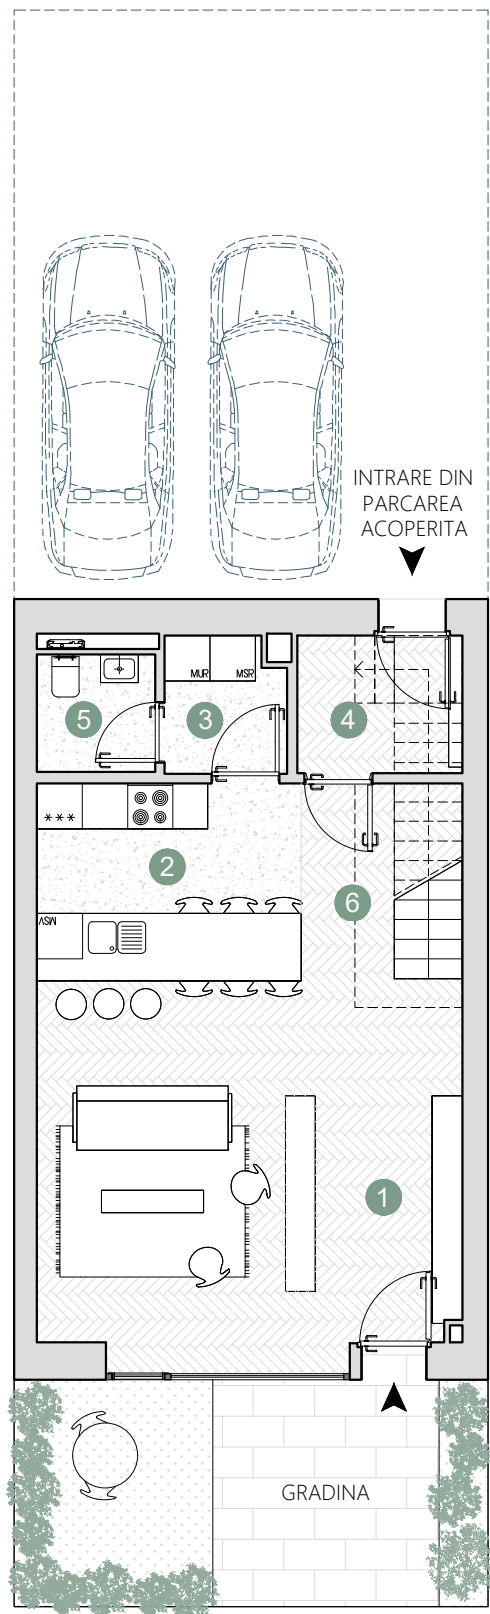 INTRARE DIN
PARCAREA
ACOPERITA
MUR MSR
5
3
4
***
2
6
MSV
1
GRADINA